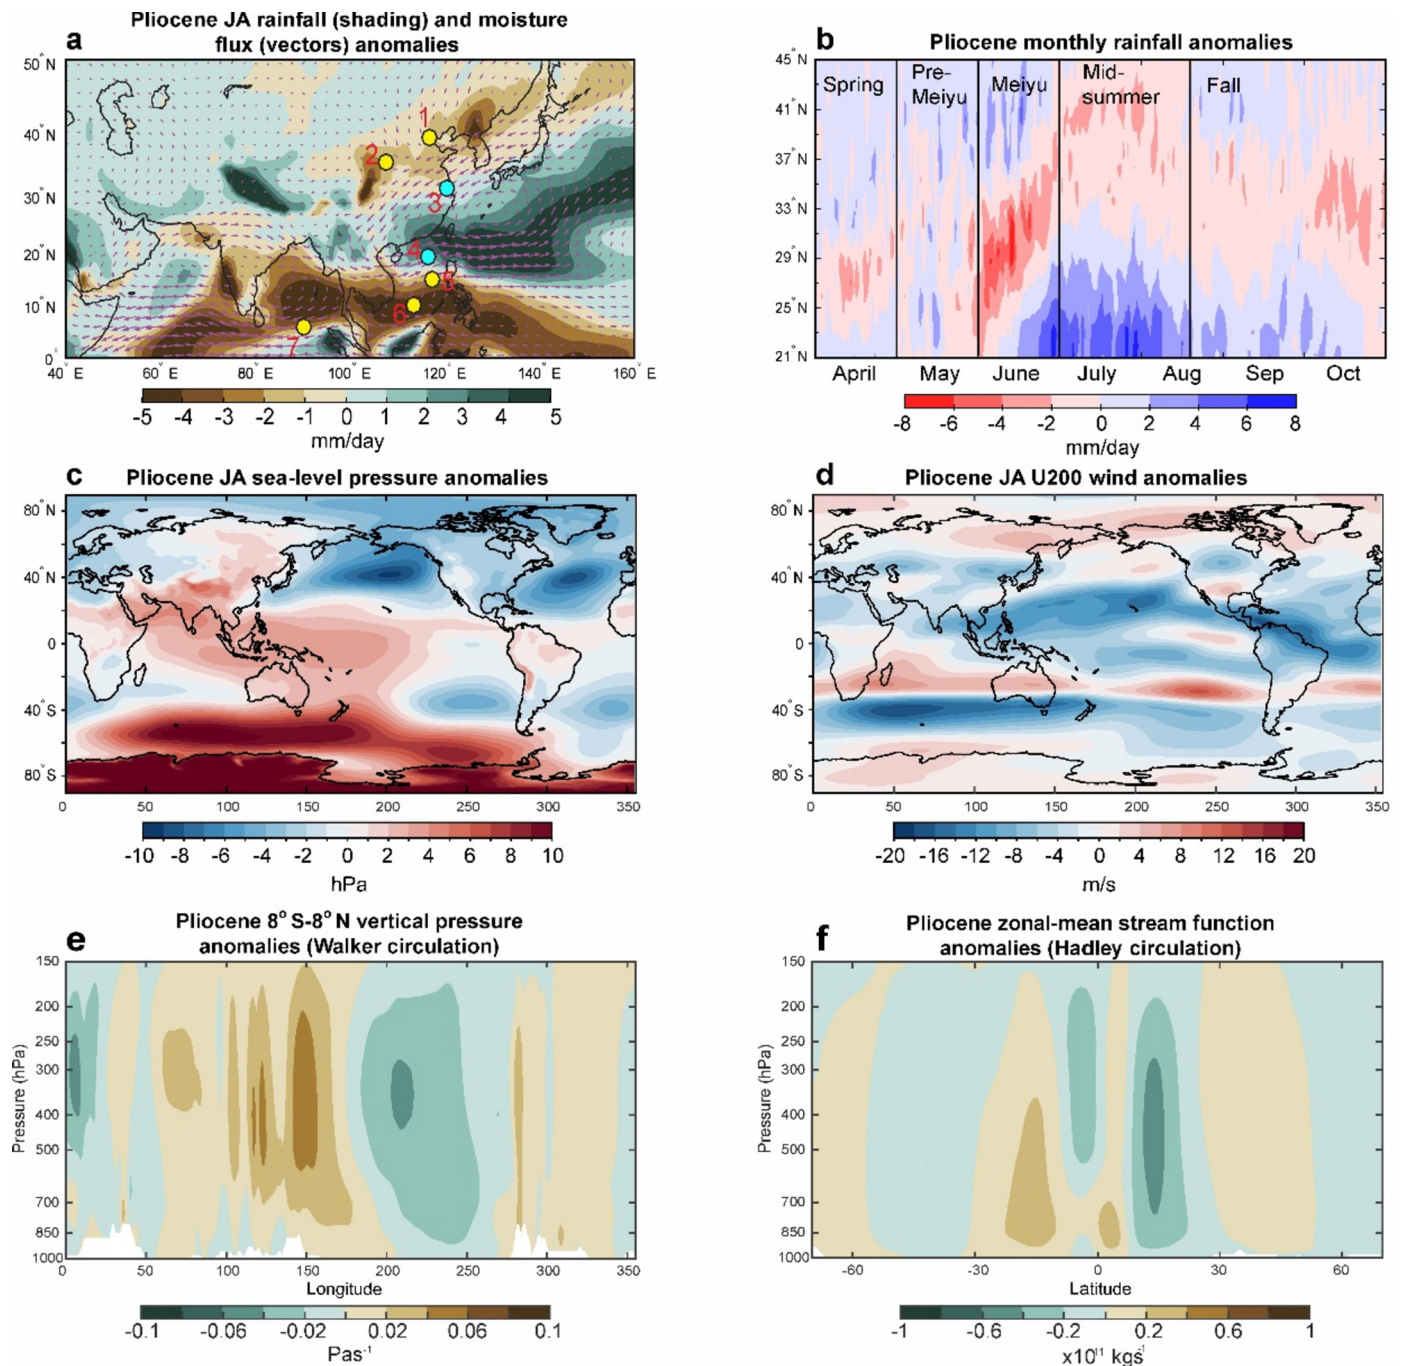 Pliocene JA rainfall (shading) and moisture
flux (vectors) anomalies
a
50°N
40°N
30°N
20°N
10°N
0°
40°E
60°E
80°E
100°E
120°E
140°E
160°E
1
2
3
4
5
6
7
-5 -4 -3 -2 -1 0 1 2 3 4 5
mm/day
b
Pliocene monthly rainfall anomalies
45°N
41°N
37°N
33°N
29°N
25°N
21°N
Spring
Pre-
Meiyu
Meiyu
Mid-
summer
Fall
April May June July Aug Sep Oct
-8 -6 -4 -2 0 2 4 6 8
mm/day
c
Pliocene JA sea-level pressure anomalies
80°N
40°N
0
40°S
80°S
0 50 100 150 200 250 300 350
-10 -8 -6 -4 -2 0 2 4 6 8 10
hPa
d
Pliocene JA U200 wind anomalies
80°N
40°N
0
40°S
80°S
0 50 100 150 200 250 300 350
-20 -16 -12 -8 -4 0 4 8 12 16 20
m/s
e
Pliocene 8°S-8°N vertical pressure
anomalies (Walker circulation)
Pressure (hPa)
150
200
250
300
400
500
700
850
1000
0 50 100 150 200 250 300 350
Longitude
-0.1 -0.06 -0.02 0.02 0.06 0.1
Pas⁻¹
f
Pliocene zonal-mean stream function
anomalies (Hadley circulation)
Pressure (hPa)
150
200
250
300
400
500
700
850
1000
-60 -30 0 30 60
Latitude
-1 -0.6 -0.2 0.2 0.6 1
x10¹¹ kgs⁻¹